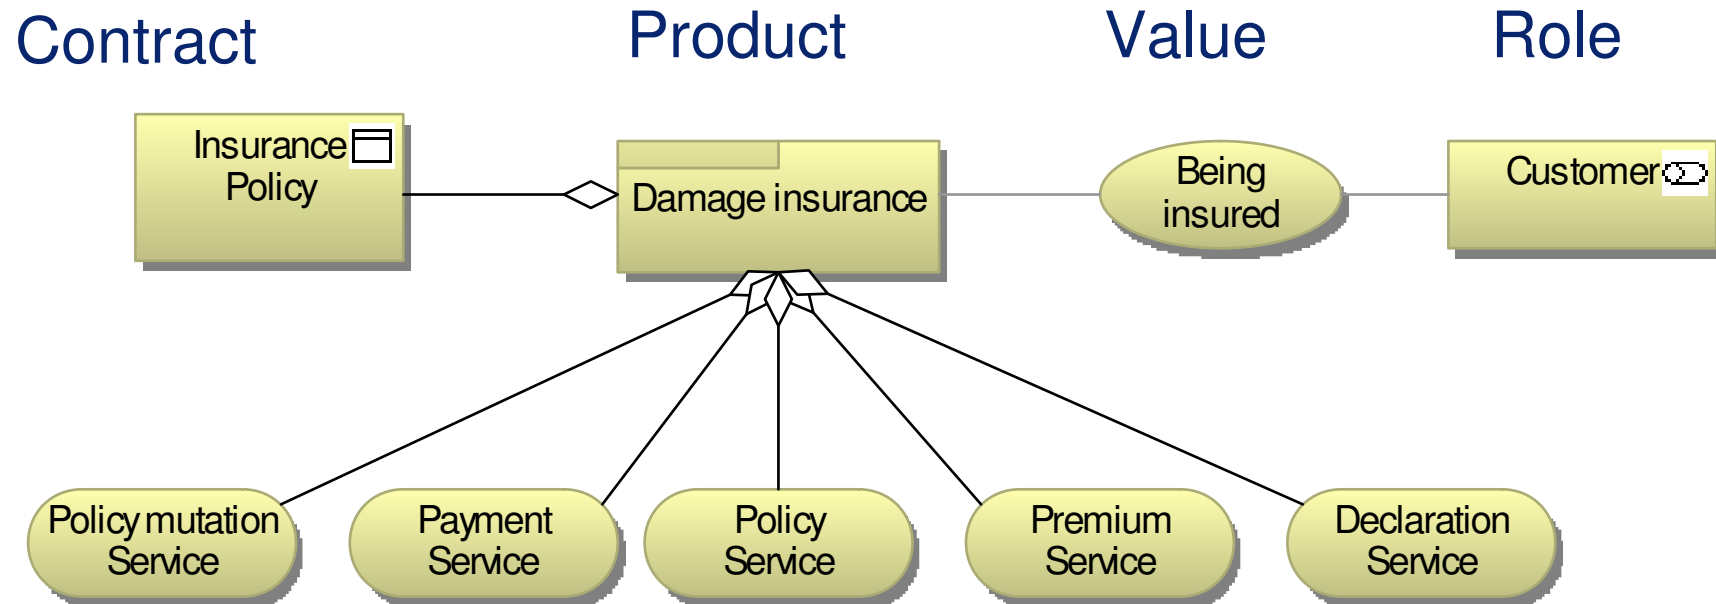 Contract
Product
Value
Role
Insurance
Policy
Damage insurance
Being
insured
Customer
Policy mutation
Service
Payment
Service
Policy
Service
Premium
Service
Declaration
Service